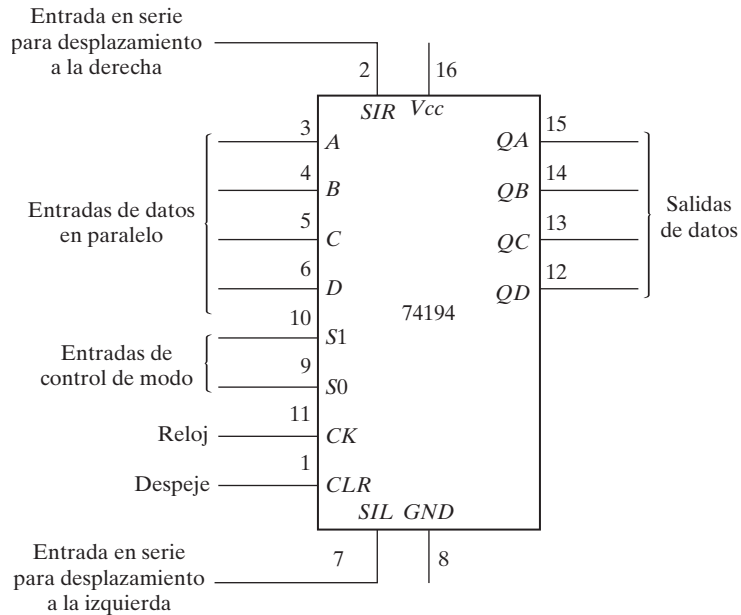 Entrada en serie
para desplazamiento
a la derecha
2
16
SIR Vcc
3
A
QA
15
4
B
QB
14
Entradas de datos
en paralelo
5
C
QC
13
Salidas
de datos
6
D
QD
12
74194
10
S1
Entradas de
control de modo
9
S0
11
Reloj
CK
1
Despeje
CLR
SIL GND
7
8
Entrada en serie
para desplazamiento
a la izquierda